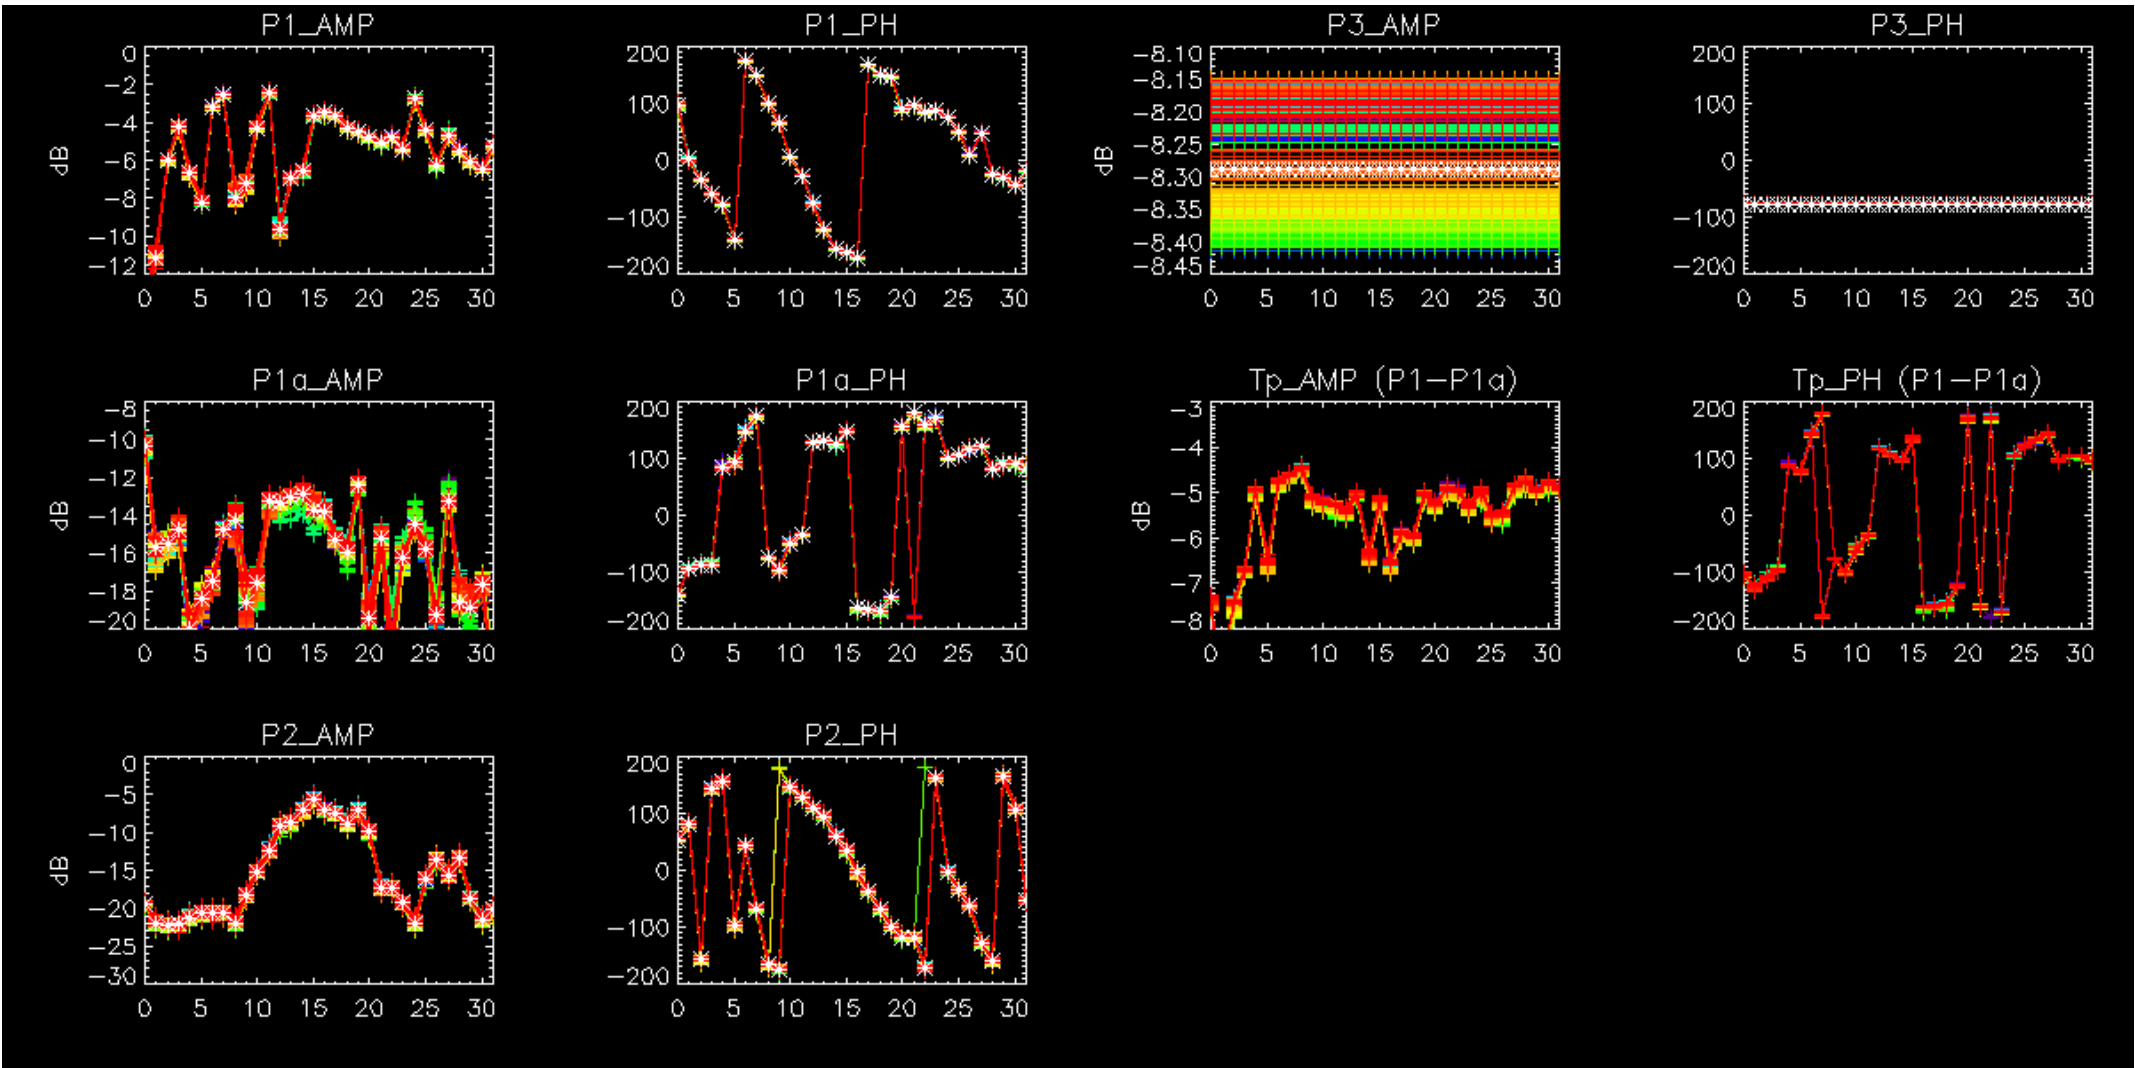 P1_AMP
P1_PH
P3_AMP
P3_PH
0
−2
−4
−6
−8
−10
−12
dB
0 5 10 15 20 25 30
200
100
0
−100
−200
0 5 10 15 20 25 30
−8.10
−8.15
−8.20
−8.25
−8.30
−8.35
−8.40
−8.45
dB
0 5 10 15 20 25 30
200
100
0
−100
−200
0 5 10 15 20 25 30
P1a_AMP
P1a_PH
Tp_AMP (P1−P1a)
Tp_PH (P1−P1a)
−8
−10
−12
−14
−16
−18
−20
dB
0 5 10 15 20 25 30
200
100
0
−100
−200
0 5 10 15 20 25 30
−3
−4
−5
−6
−7
−8
dB
0 5 10 15 20 25 30
200
100
0
−100
−200
0 5 10 15 20 25 30
P2_AMP
P2_PH
0
−5
−10
−15
−20
−25
−30
dB
0 5 10 15 20 25 30
200
100
0
−100
−200
0 5 10 15 20 25 30